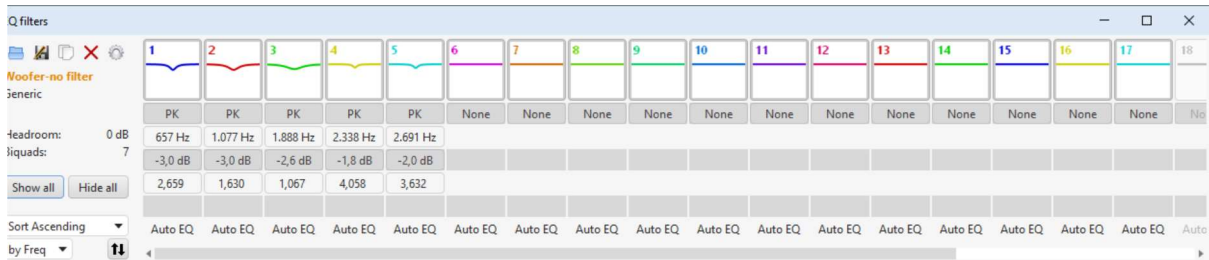 Q filters
1 2 3 4 5 6 7 8 9 10 11 12 13 14 15 16 17 18
Woofer-no filter
Generic
PK PK PK PK PK None None None None None None None None None None None None No
Headroom: 0 dB
657 Hz 1.077 Hz 1.888 Hz 2.338 Hz 2.691 Hz
Biquads: 7
-3,0 dB -3,0 dB -2,6 dB -1,8 dB -2,0 dB
Show all Hide all
2,659 1,630 1,067 4,058 3,632
Sort Ascending
Auto EQ Auto EQ Auto EQ Auto EQ Auto EQ Auto EQ Auto EQ Auto EQ Auto EQ Auto EQ Auto EQ Auto EQ Auto EQ Auto EQ Auto EQ Auto EQ Auto EQ Auto
by Freq